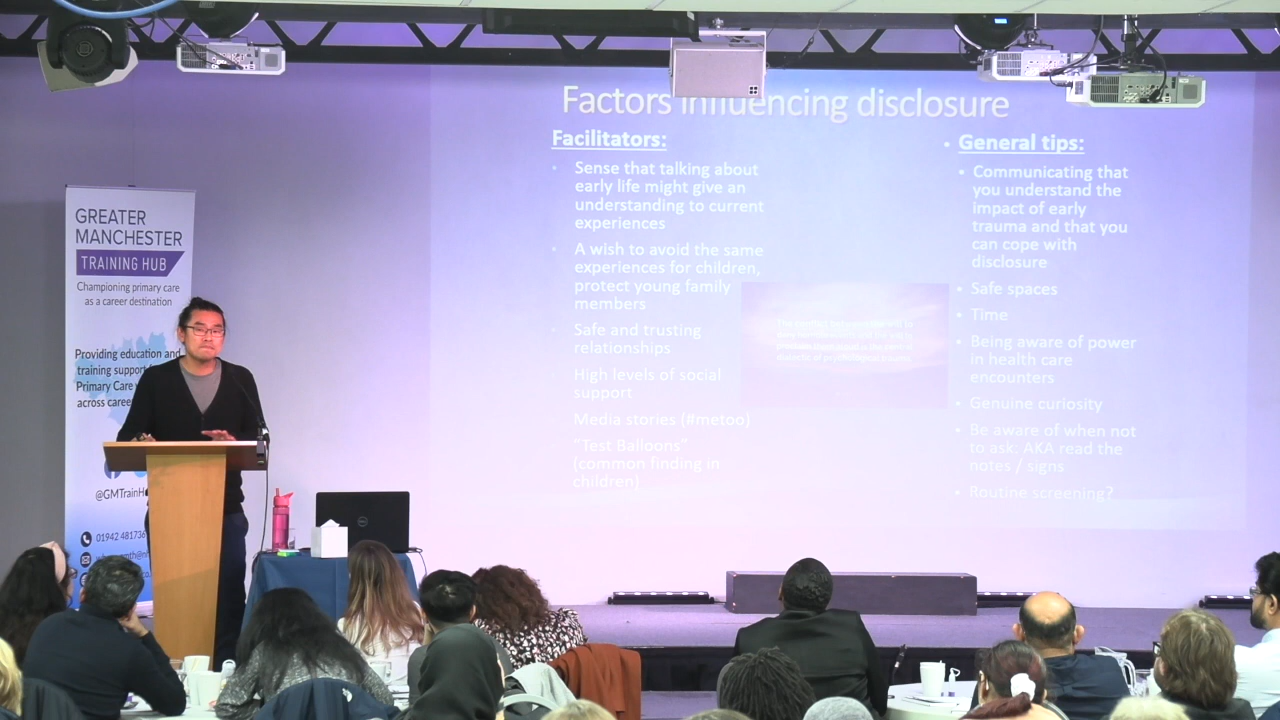 Factors influencing disclosure
Facilitators:
Sense that talking about
early life might give an
understanding to current
experiences
A wish to avoid the same
experiences for children,
protect young family
members
Safe and trusting
relationships
High levels of social
support
Media stories (#metoo)
"Test Balloons"
(common finding in
children)
• General tips:
• Communicating that
you understand the
impact of early
trauma and that you
can cope with
disclosure
• Safe spaces
• Time
• Being aware of power
in health care
encounters
• Genuine curiosity
• Be aware of when not
to ask: AKA read the
notes / signs
• Routine screening?
GREATER
MANCHESTER
TRAINING HUB
Championing primary care
as a career destination
Providing education and
training support
Primary Care
across
@GMTrainH
01942 481736
DELL